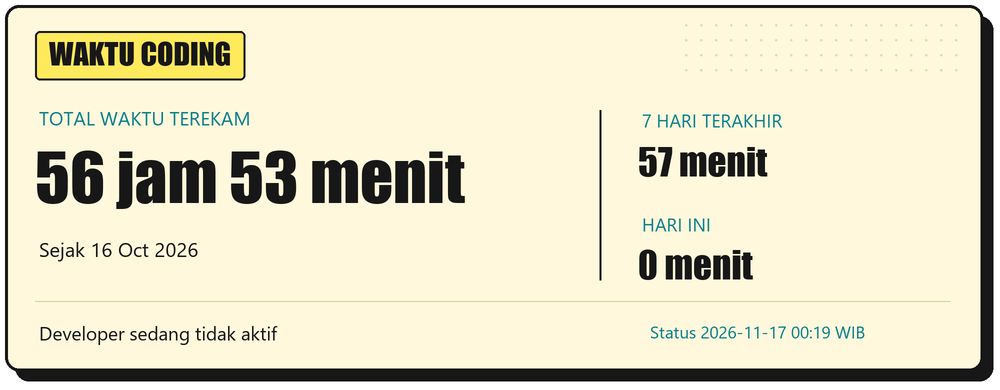 WAKTU CODING
TOTAL WAKTU TEREKAM
56 jam 53 menit
Sejak 16 Oct 2026
7 HARI TERAKHIR
57 menit
HARI INI
0 menit
Developer sedang tidak aktif
Status 2026-11-17 00:19 WIB